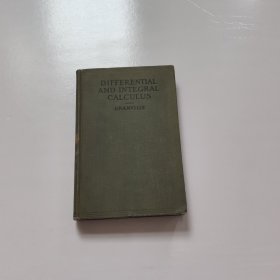 DIFFERENTIAL
AND INTEGRAL
CALCULUS
GRANVILLE